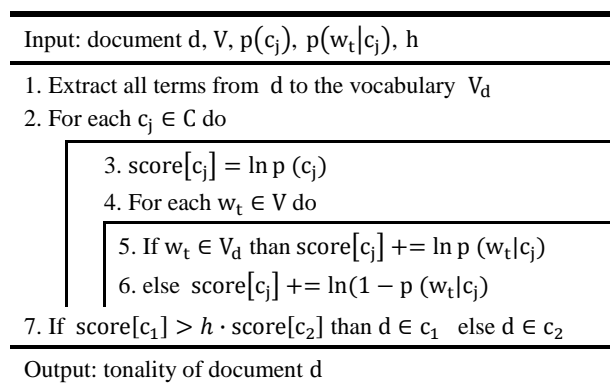 Input: document d, V, p(cⱼ), p(wₜ|cⱼ), h
1. Extract all terms from d to the vocabulary V_d
2. For each cⱼ ∈ C do
3. score[cⱼ] = ln p (cⱼ)
4. For each wₜ ∈ V do
5. If wₜ ∈ V_d than score[cⱼ] += ln p (wₜ|cⱼ)
6. else score[cⱼ] += ln(1 − p (wₜ|cⱼ)
7. If score[c₁] > h · score[c₂] than d ∈ c₁ else d ∈ c₂
Output: tonality of document d